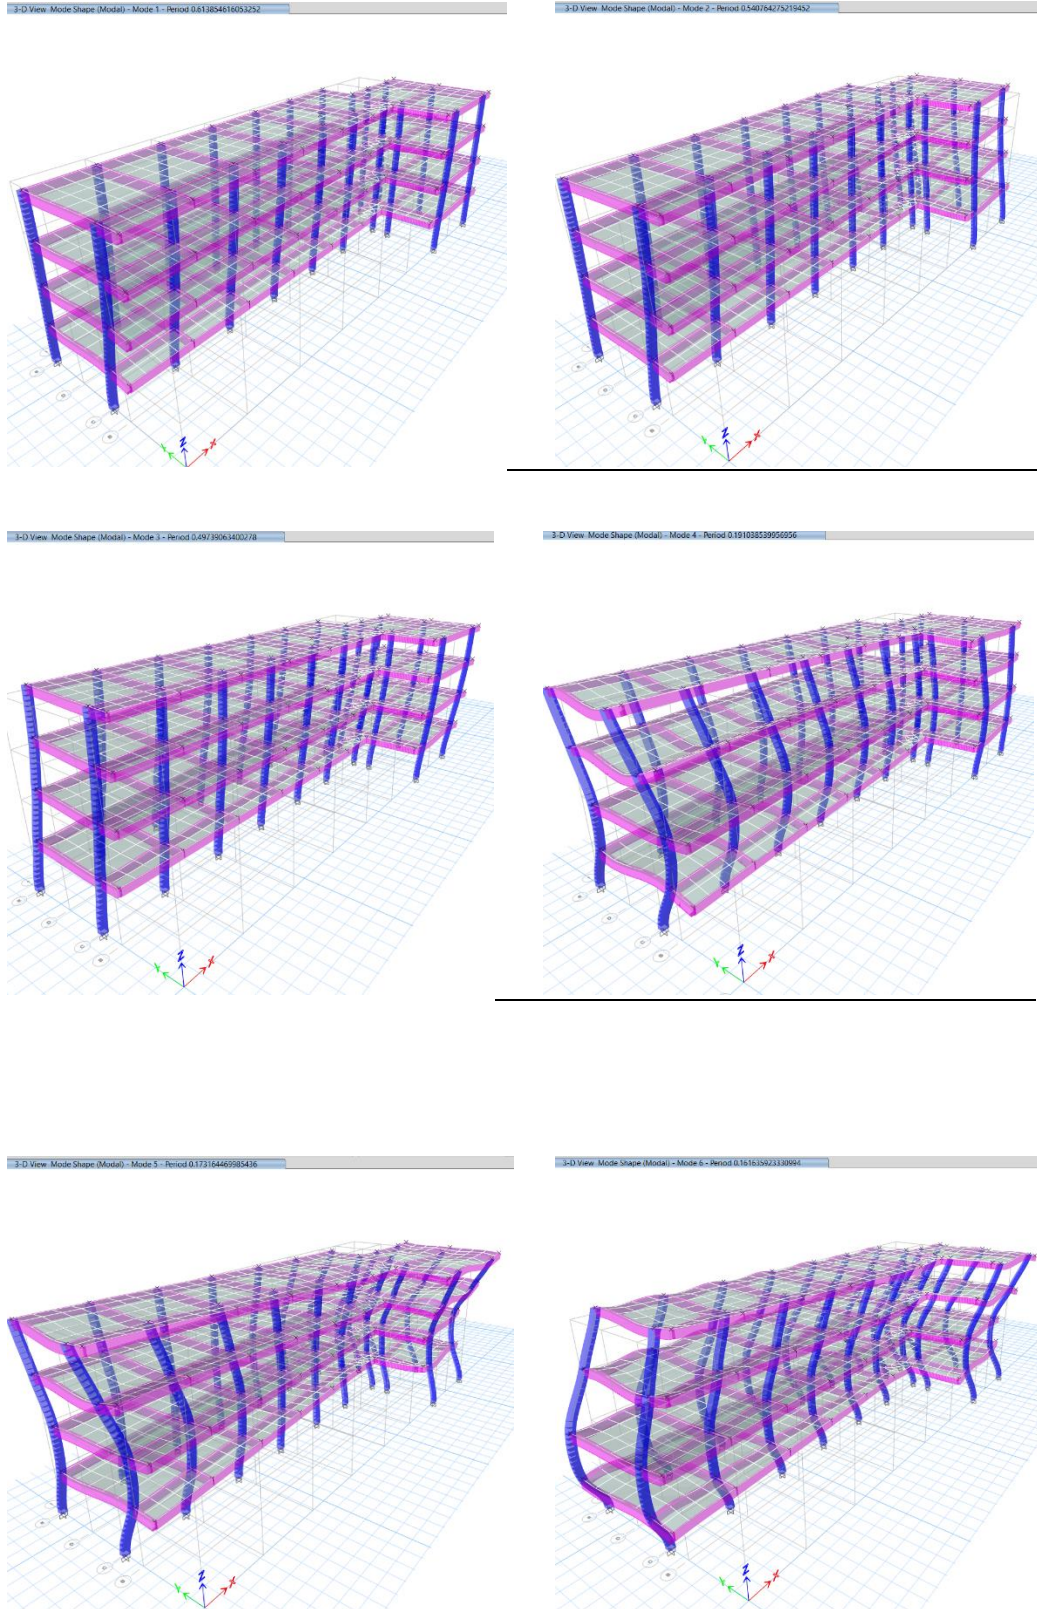 3-D View Mode Shape (Modal) - Mode 1 - Period 0.613854616053252
3-D View Mode Shape (Modal) - Mode 2 - Period 0.540764275219452
Y Z X
Y Z X
3-D View Mode Shape (Modal) - Mode 3 - Period 0.49739063400278
3-D View Mode Shape (Modal) - Mode 4 - Period 0.191038539956956
Y Z X
Y Z X
3-D View Mode Shape (Modal) - Mode 5 - Period 0.173164469985436
3-D View Mode Shape (Modal) - Mode 6 - Period 0.161635923330994
Y Z X
Y Z X